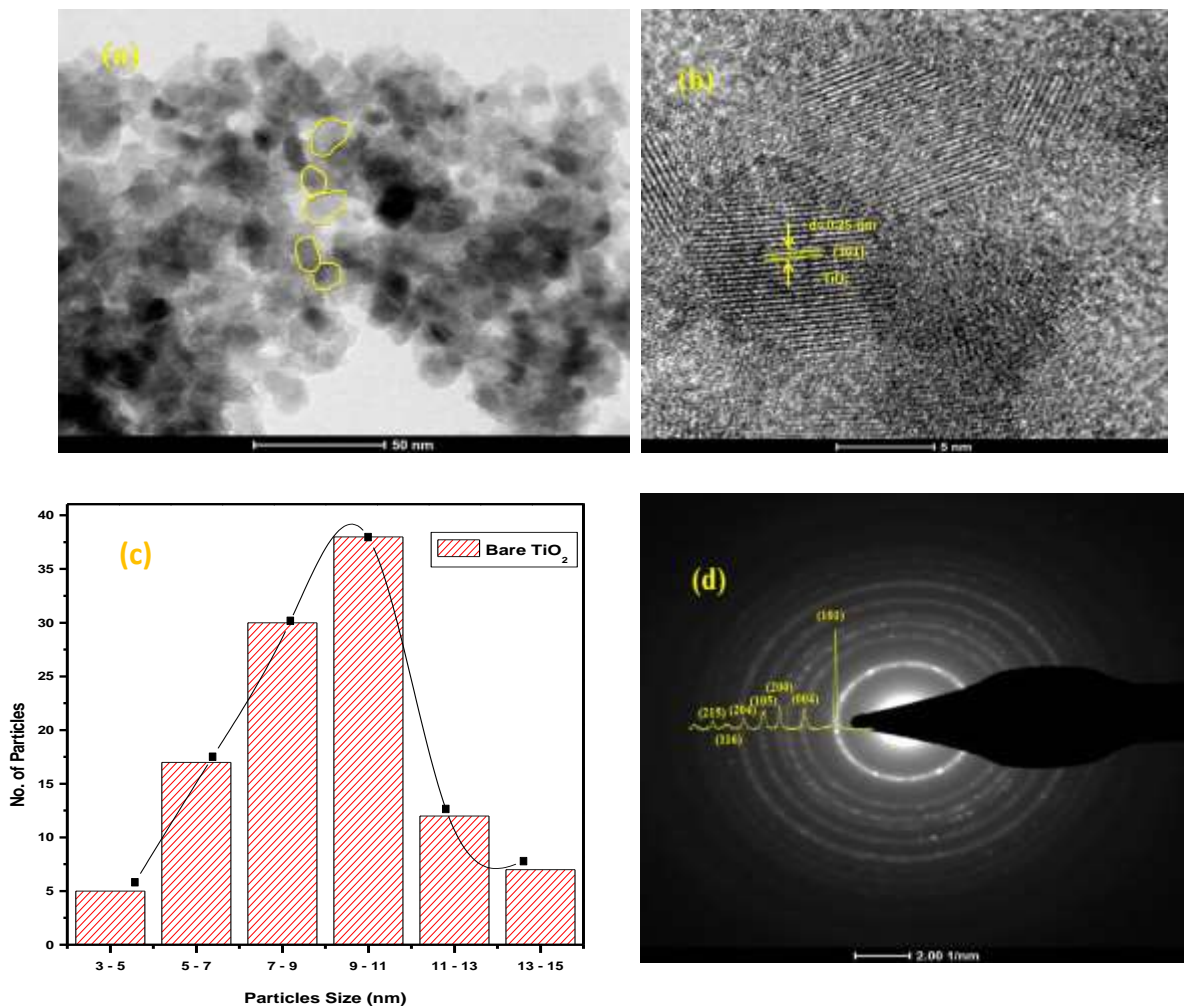 (a)
50 nm
(b)
d= 0.25 nm
(101)
TiO2
5 nm
(c)
Bare TiO2
No. of Particles
40
35
30
25
20
15
10
5
0
3 - 5
5 - 7
7 - 9
9 - 11
11 - 13
13 - 15
Particles Size (nm)
(d)
(101)
(200)
(004)
(105)
(204)
(215)
(116)
2.00 1/nm